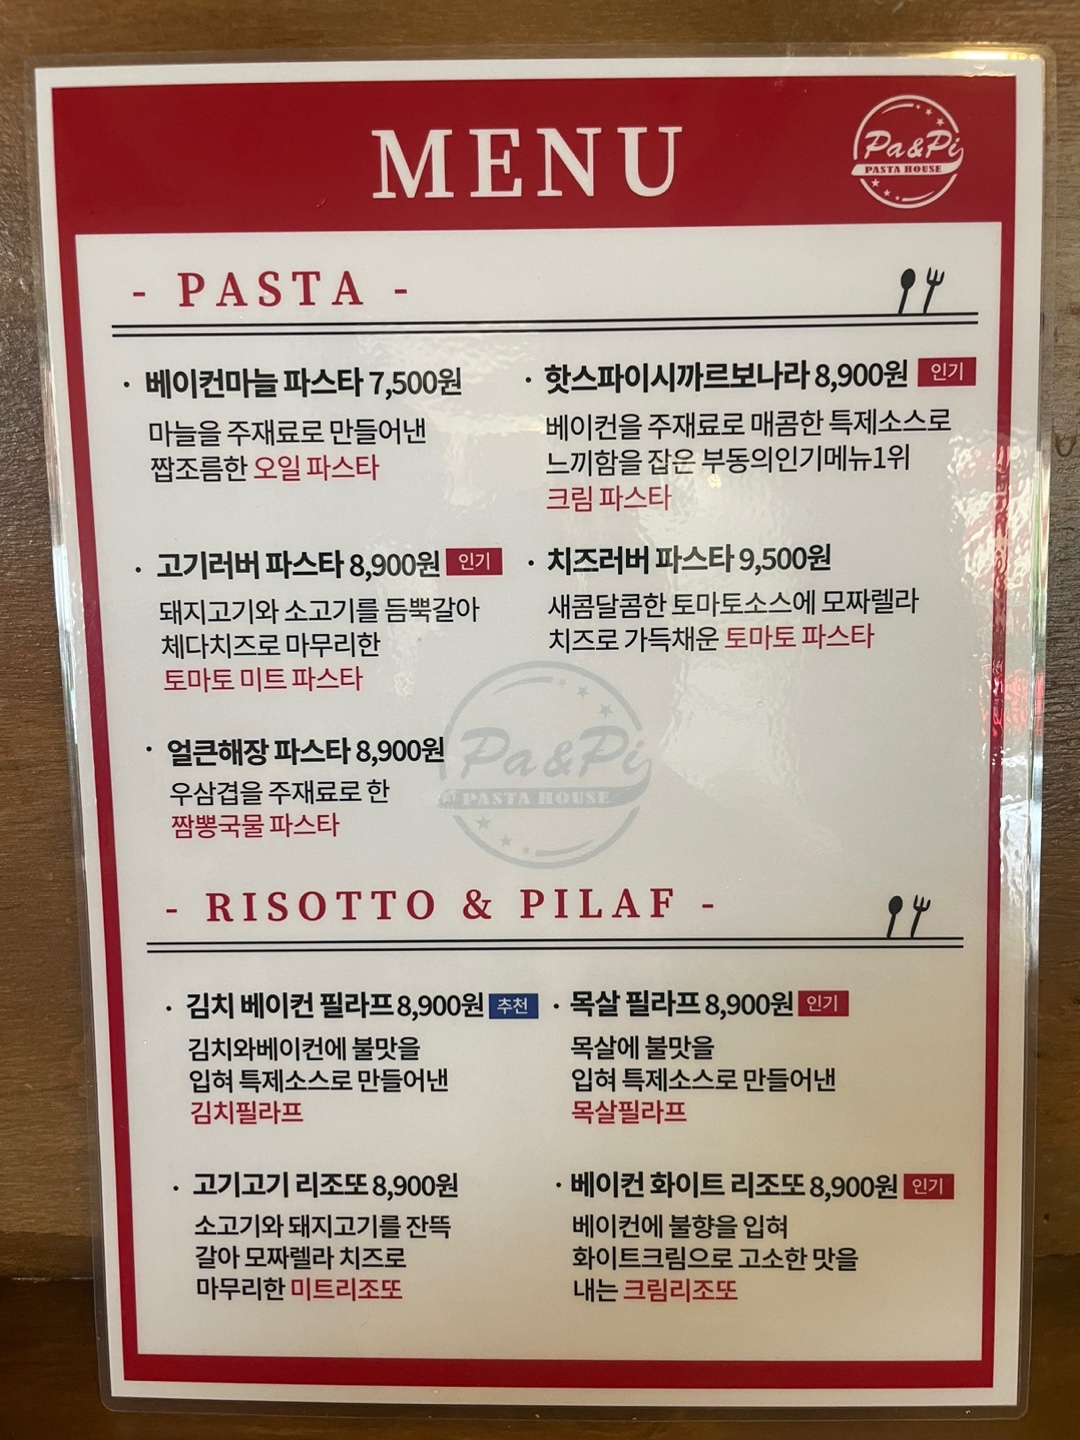 MENU
Pa&Pi
PASTA HOUSE
- PASTA -
· 베이컨마늘 파스타 7,500원
마늘을 주재료로 만들어낸
짭조름한 오일 파스타
· 핫스파이시까르보나라 8,900원 인기
베이컨을 주재료로 매콤한 특제소스로
느끼함을 잡은 부동의인기메뉴1위
크림 파스타
· 고기러버 파스타 8,900원 인기
돼지고기와 소고기를 듬뿍갈아
체다치즈로 마무리한
토마토 미트 파스타
· 치즈러버 파스타 9,500원
새콤달콤한 토마토소스에 모짜렐라
치즈로 가득채운 토마토 파스타
· 얼큰해장 파스타 8,900원
우삼겹을 주재료로 한
짬뽕국물 파스타
Pa&Pi
PASTA HOUSE
- RISOTTO & PILAF -
· 김치 베이컨 필라프 8,900원 추천
김치와베이컨에 불맛을
입혀 특제소스로 만들어낸
김치필라프
· 목살 필라프 8,900원 인기
목살에 불맛을
입혀 특제소스로 만들어낸
목살필라프
· 고기고기 리조또 8,900원
소고기와 돼지고기를 잔뜩
갈아 모짜렐라 치즈로
마무리한 미트리조또
· 베이컨 화이트 리조또 8,900원 인기
베이컨에 불향을 입혀
화이트크림으로 고소한 맛을
내는 크림리조또